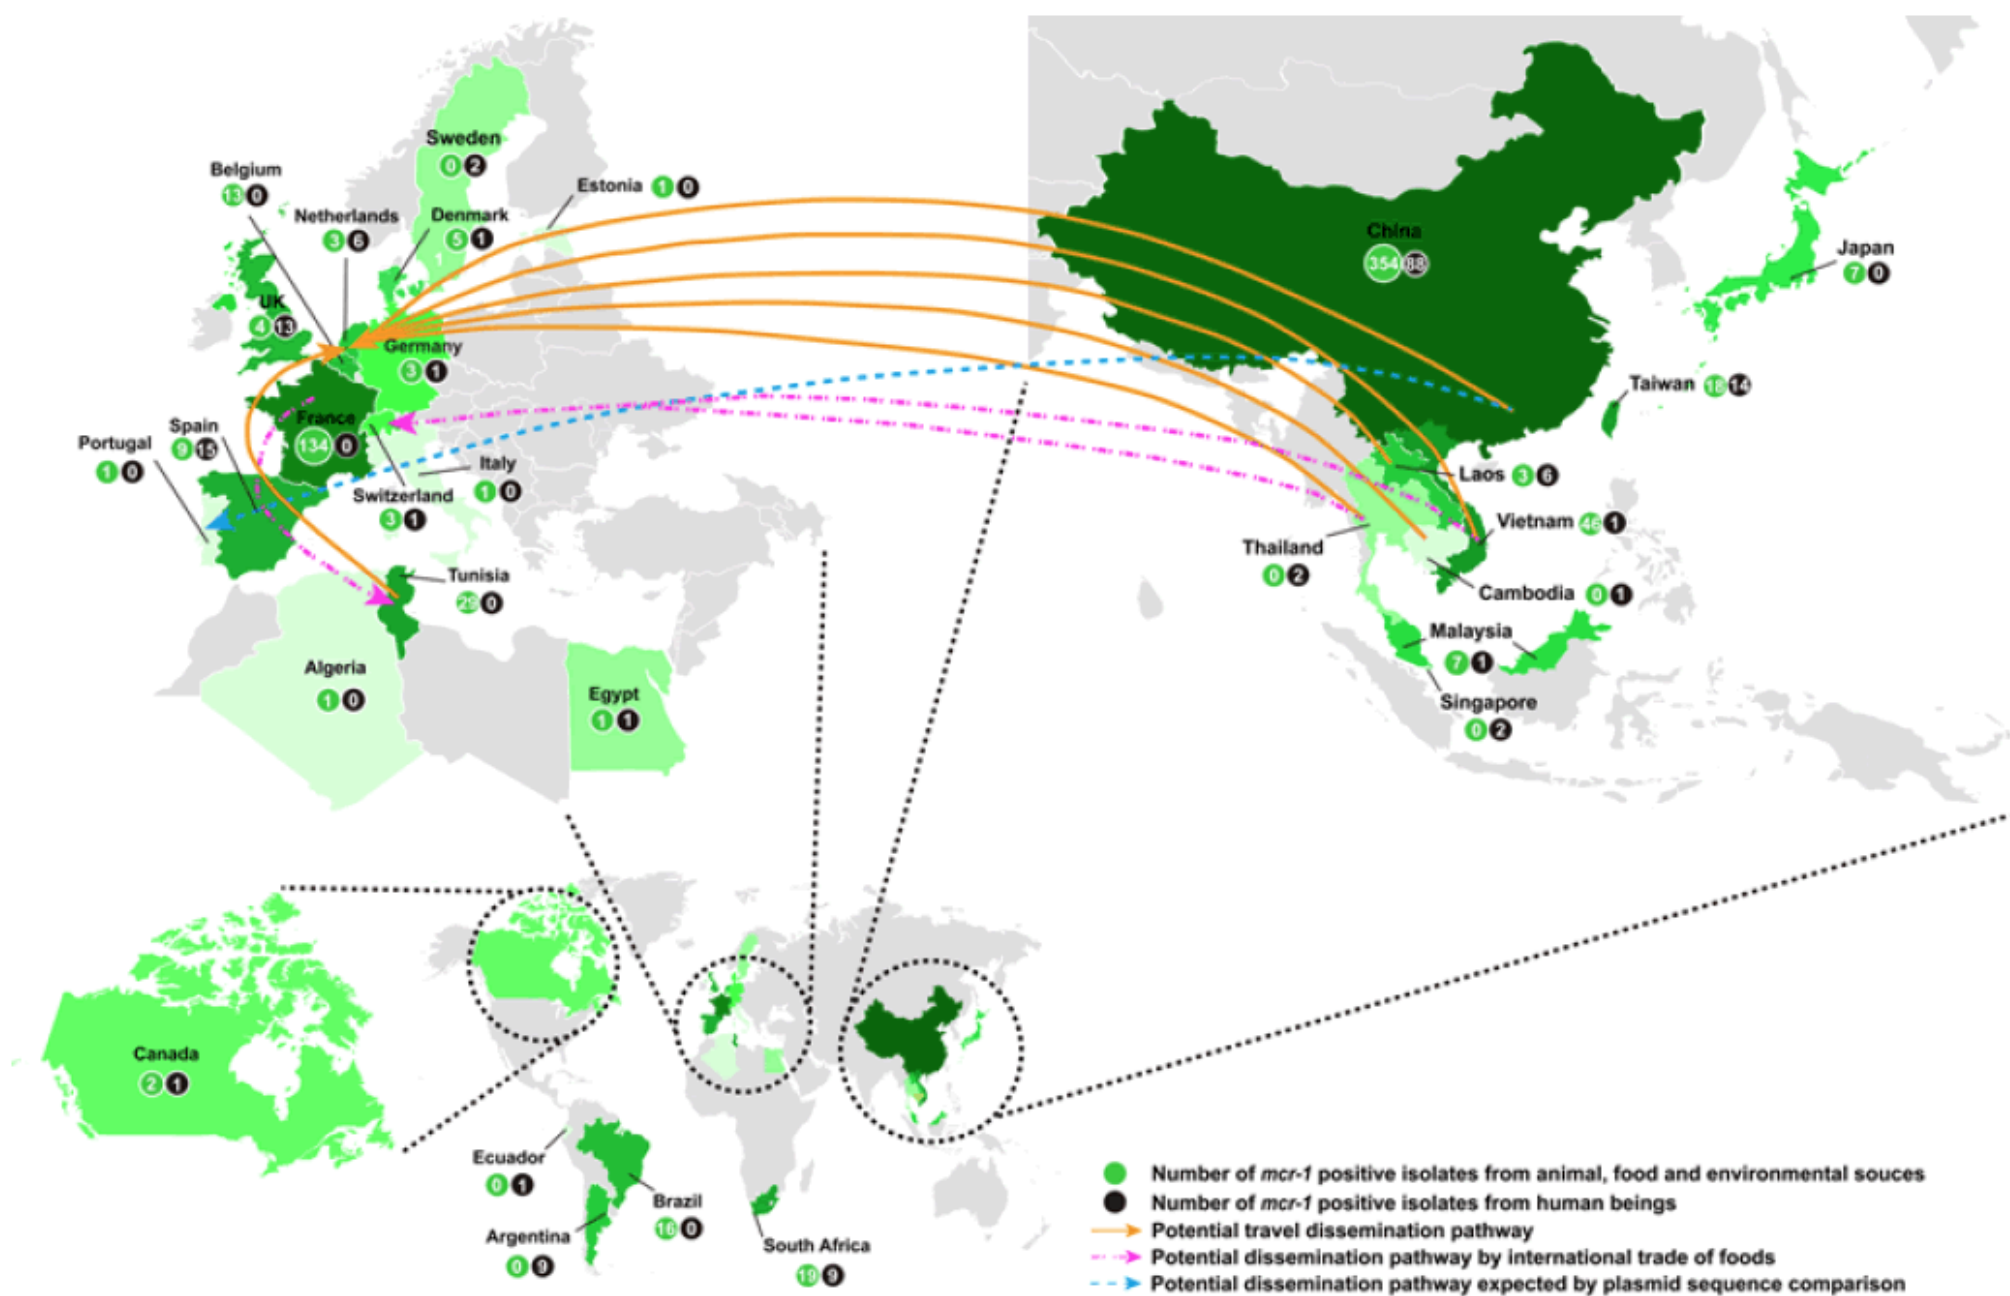 Sweden
0 2
Belgium
13 0
Estonia 1 0
Netherlands
3 6
Denmark
5 1
1
UK
4 13
Germany
3 1
France
134 0
Spain
9 15
Portugal
1 0
Italy
1 0
Switzerland
3 1
Tunisia
29 0
Algeria
1 0
Egypt
1 1
China
354 88
Japan
7 0
Taiwan 18 14
Laos 3 6
Vietnam 46 1
Thailand
0 2
Cambodia 0 1
Malaysia
7 1
Singapore
0 2
Canada
2 1
Ecuador
0 1
Brazil
16 0
Argentina
0 9
South Africa
19 9
Number of mcr-1 positive isolates from animal, food and environmental souces
Number of mcr-1 positive isolates from human beings
Potential travel dissemination pathway
Potential dissemination pathway by international trade of foods
Potential dissemination pathway expected by plasmid sequence comparison